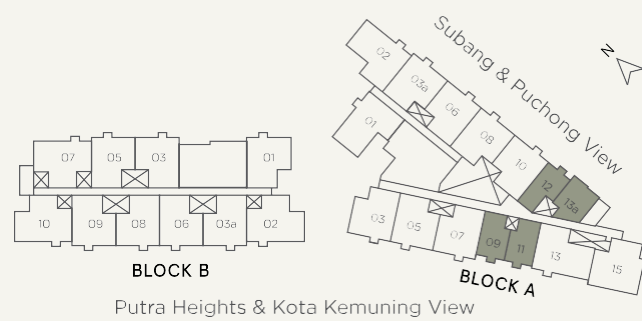 Subang & Puchong View
N
02
03a
06
08
10
12
13a
01
03
05
07
09
11
13
15
BLOCK A
07
05
03
01
10
09
08
06
03a
02
BLOCK B
Putra Heights & Kota Kemuning View